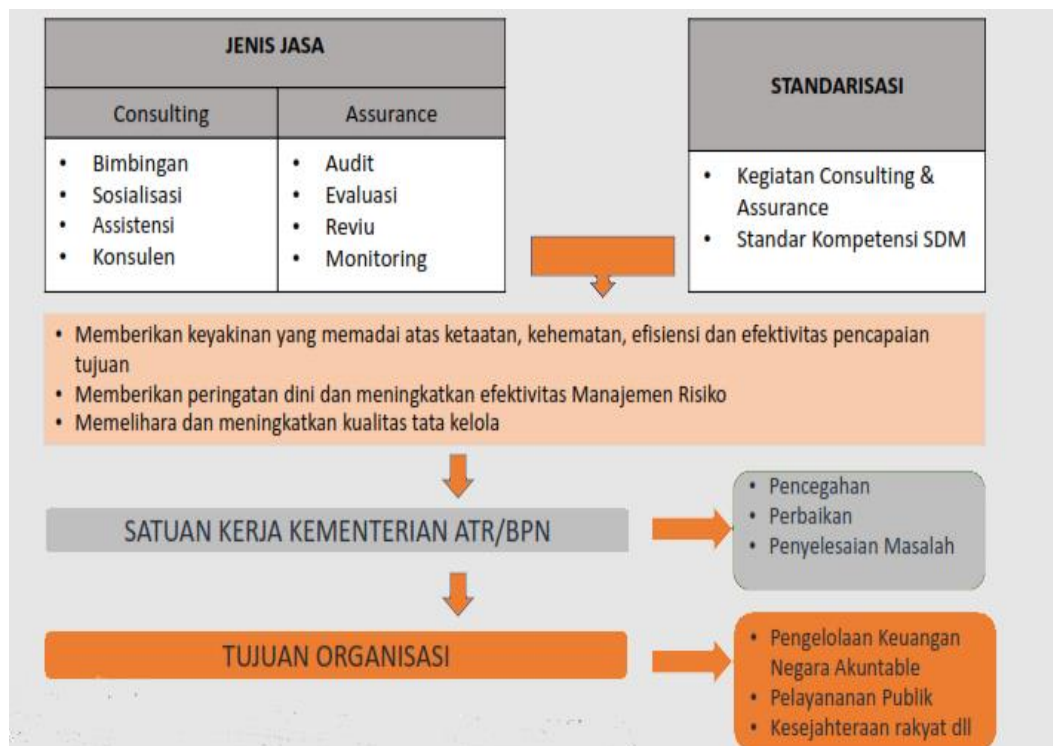 JENIS JASA
Consulting
Assurance
• Bimbingan
• Sosialisasi
• Assistensi
• Konsulen
• Audit
• Evaluasi
• Reviu
• Monitoring
STANDARISASI
• Kegiatan Consulting &
Assurance
• Standar Kompetensi SDM
• Memberikan keyakinan yang memadai atas ketaatan, kehematan, efisiensi dan efektivitas pencapaian
tujuan
• Memberikan peringatan dini dan meningkatkan efektivitas Manajemen Risiko
• Memelihara dan meningkatkan kualitas tata kelola
SATUAN KERJA KEMENTERIAN ATR/BPN
• Pencegahan
• Perbaikan
• Penyelesaian Masalah
TUJUAN ORGANISASI
• Pengelolaan Keuangan
Negara Akuntable
• Pelayananan Publik
• Kesejahteraan rakyat dll